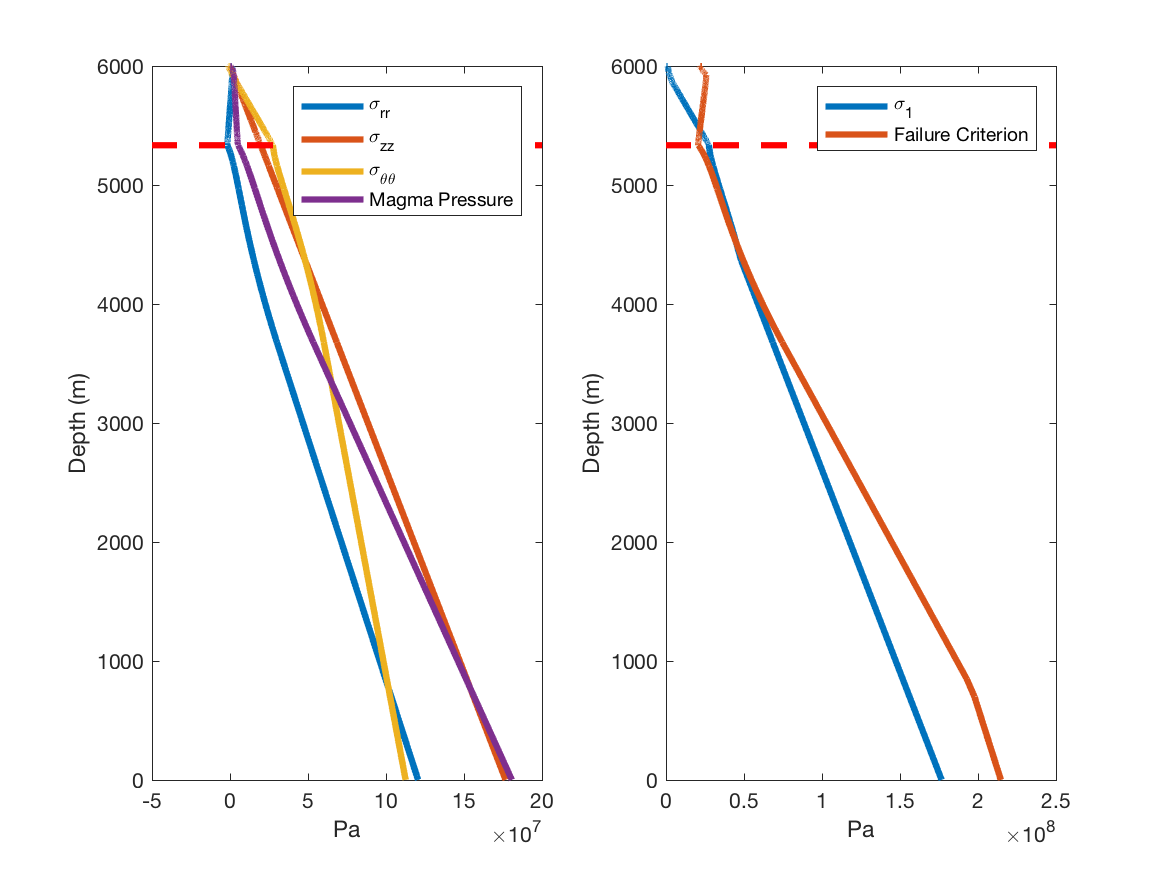 6000
5000
4000
3000
2000
1000
0
Depth (m)
-5 0 5 10 15 20
Pa
×10^7
σ_rr
σ_zz
σ_θθ
Magma Pressure
6000
5000
4000
3000
2000
1000
0
Depth (m)
0 0.5 1 1.5 2 2.5
Pa
×10^8
σ_1
Failure Criterion